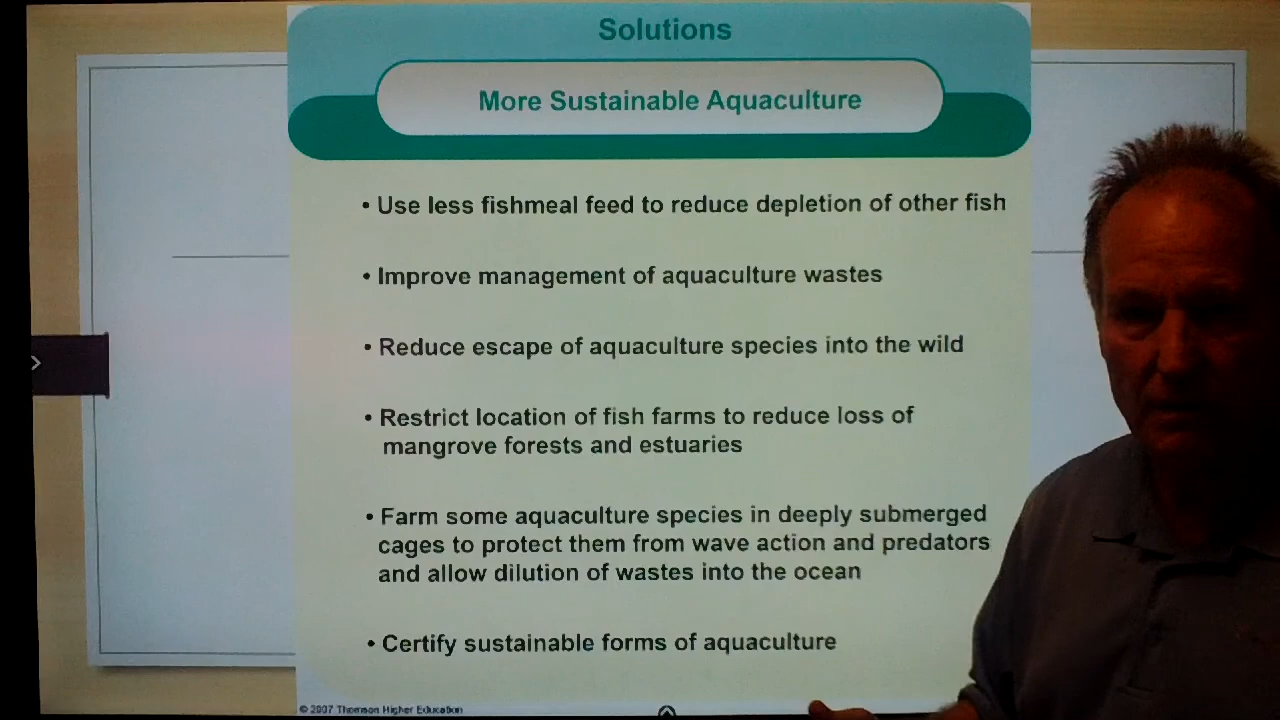 Solutions
More Sustainable Aquaculture
• Use less fishmeal feed to reduce depletion of other fish
• Improve management of aquaculture wastes
• Reduce escape of aquaculture species into the wild
• Restrict location of fish farms to reduce loss of
mangrove forests and estuaries
• Farm some aquaculture species in deeply submerged
cages to protect them from wave action and predators
and allow dilution of wastes into the ocean
• Certify sustainable forms of aquaculture
© 2007 Thomson Higher Education